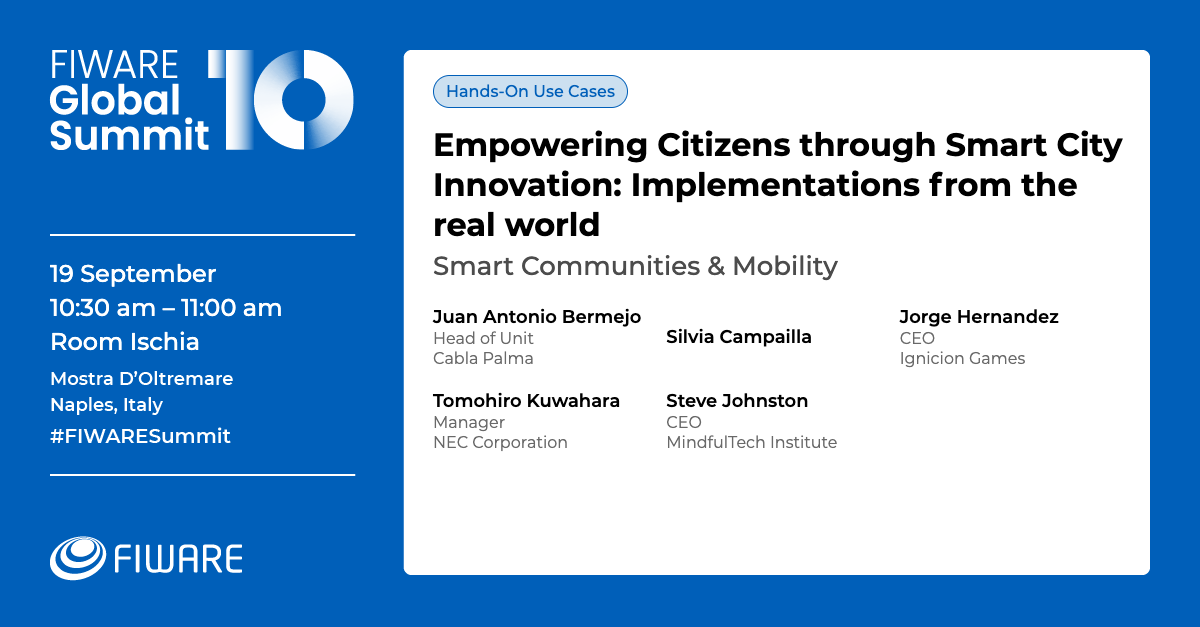 FIWARE
Global
Summit
10
19 September
10:30 am – 11:00 am
Room Ischia
Mostra D'Oltremare
Naples, Italy
#FIWARESummit
FIWARE
Hands-On Use Cases
Empowering Citizens through Smart City
Innovation: Implementations from the
real world
Smart Communities & Mobility
Juan Antonio Bermejo
Head of Unit
Cabla Palma
Silvia Campailla
Jorge Hernandez
CEO
Ignicion Games
Tomohiro Kuwahara
Manager
NEC Corporation
Steve Johnston
CEO
MindfulTech Institute